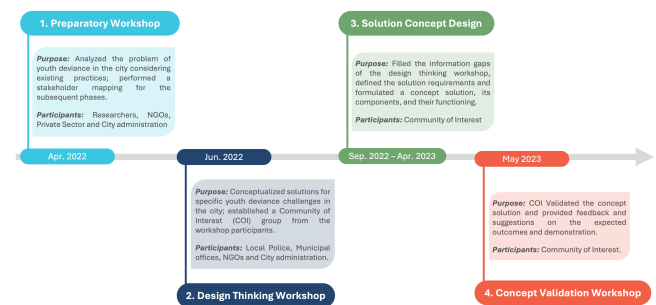 1. Preparatory Workshop
Purpose: Analyzed the problem of
youth deviance in the city considering
existing practices; performed a
stakeholder mapping for the
subsequent phases.
Participants: Researchers, NGOs,
Private Sector and City administration
3. Solution Concept Design
Purpose: Filled the information gaps
of the design thinking workshop,
defined the solution requirements and
formulated a concept solution, its
components, and their functioning.
Participants: Community of Interest
Apr. 2022
Jun. 2022
Sep. 2022 – Apr. 2023
May 2023
Purpose: Conceptualized solutions for
specific youth deviance challenges in
the city; established a Community of
Interest (COI) group from the
workshop participants.
Participants: Local Police, Municipal
offices, NGOs and City administration.
2. Design Thinking Workshop
Purpose: COI Validated the concept
solution and provided feedback and
suggestions on the expected
outcomes and demonstration.
Participants: Community of Interest.
4. Concept Validation Workshop